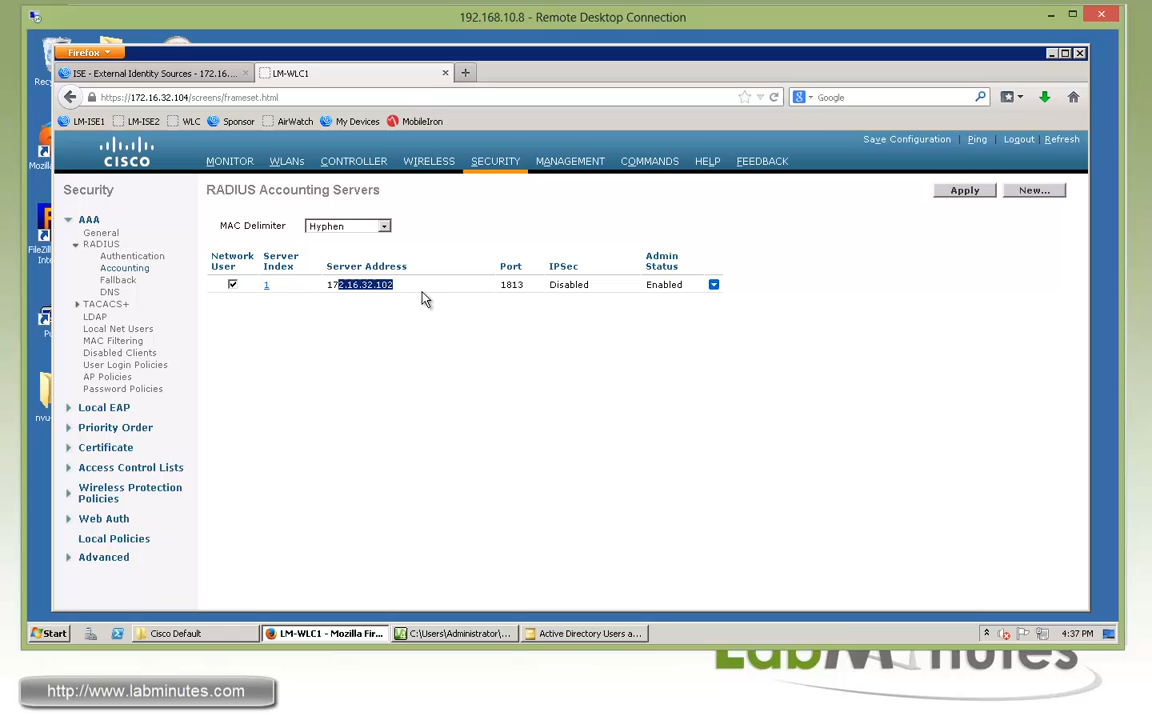 192.168.10.8 - Remote Desktop Connection
Firefox
ISE - External Identity Sources - 172.16....
LM-WLC1
https://172.16.32.104/screens/frameset.html
Google
LM-ISE1
LM-ISE2
WLC
Sponsor
AirWatch
My Devices
MobileIron
Save Configuration
Ping
Logout
Refresh
CISCO
MONITOR
WLANs
CONTROLLER
WIRELESS
SECURITY
MANAGEMENT
COMMANDS
HELP
FEEDBACK
Security
RADIUS Accounting Servers
Apply
New...
AAA
General
RADIUS
Authentication
Accounting
Fallback
DNS
TACACS+
LDAP
Local Net Users
MAC Filtering
Disabled Clients
User Login Policies
AP Policies
Password Policies
Local EAP
Priority Order
Certificate
Access Control Lists
Wireless Protection
Policies
Web Auth
Local Policies
Advanced
MAC Delimiter
Hyphen
Network
User
Server
Index
Server Address
Port
IPSec
Admin
Status
1
172.16.32.102
1813
Disabled
Enabled
Start
Cisco Default
LM-WLC1 - Mozilla Fir...
C:\Users\Administrator\...
Active Directory Users a...
4:37 PM
LabMinutes
http://www.labminutes.com